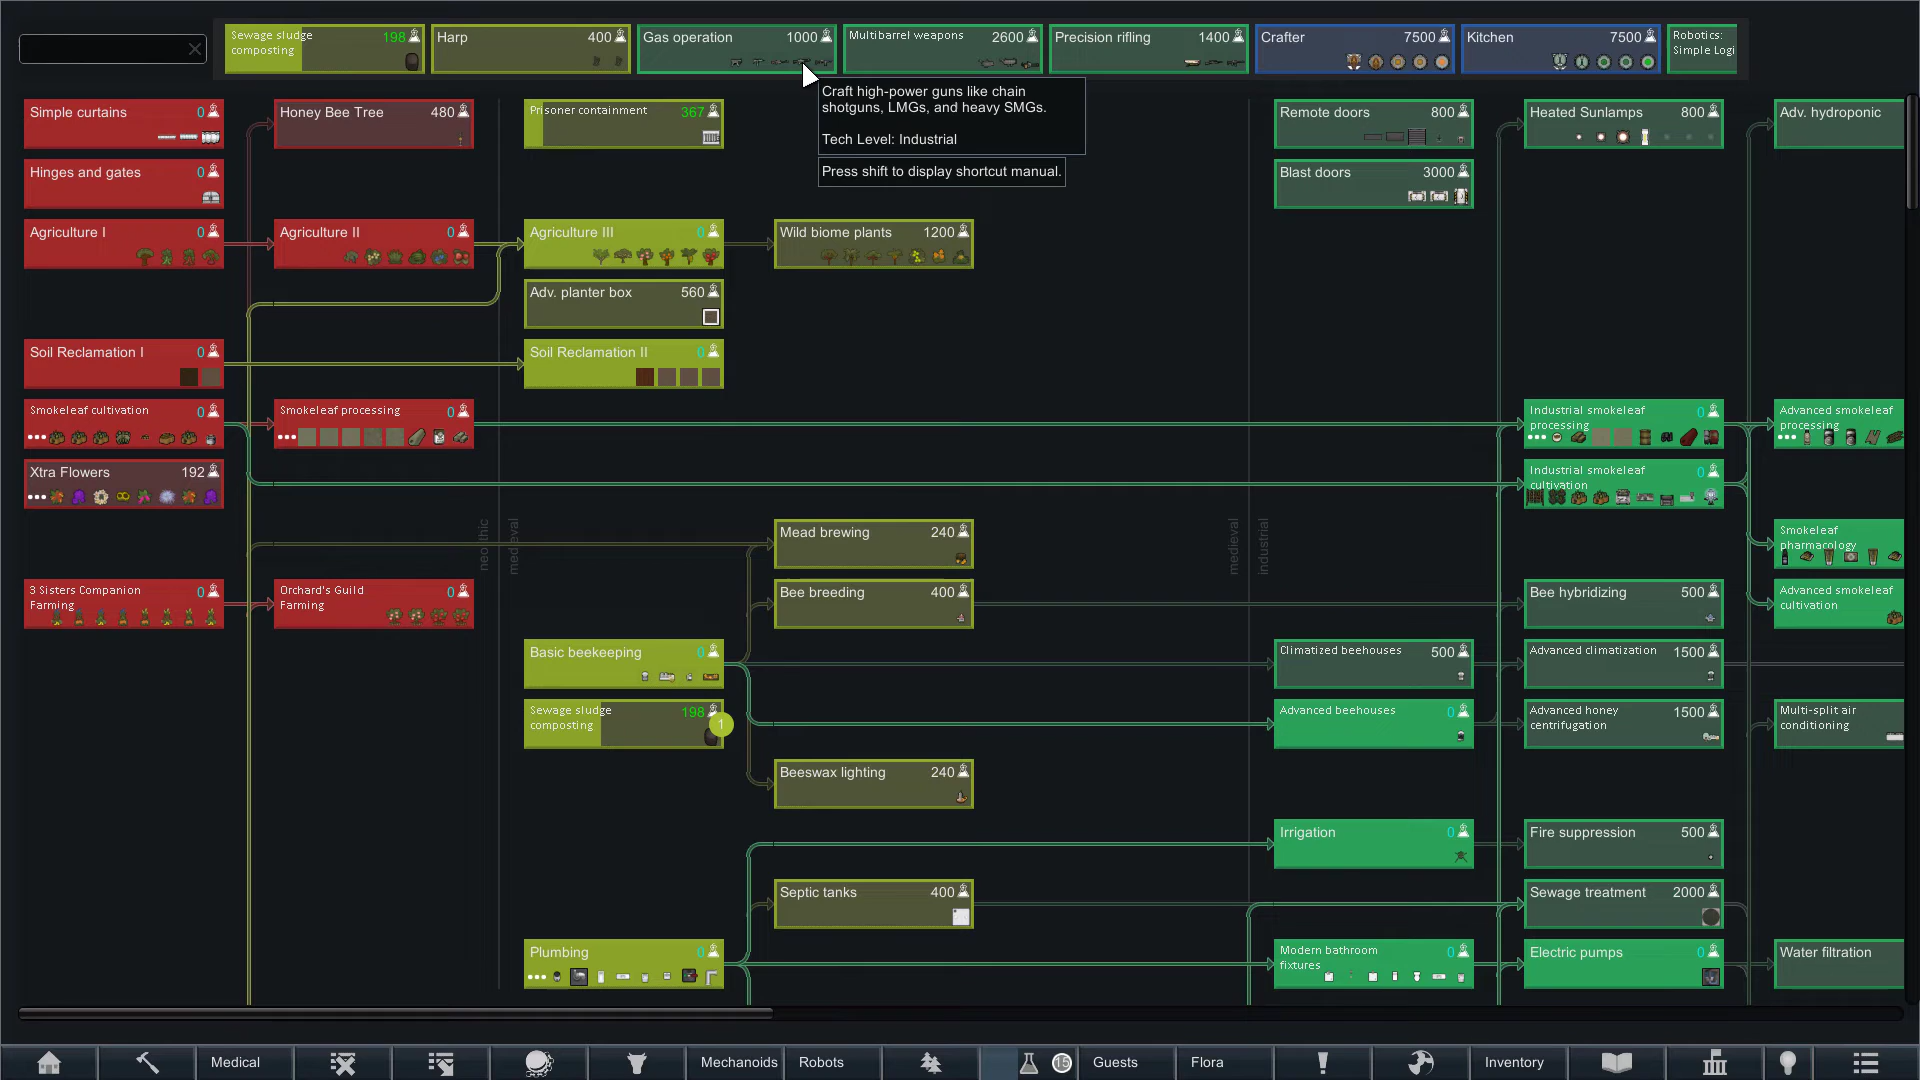 Sewage sludge composting 198
Harp 400
Gas operation 1000
Multibarrel weapons 2600
Precision rifling 1400
Crafter 7500
Kitchen 7500
Robotics: Simple Logi
Craft high-power guns like chain
shotguns, LMGs, and heavy SMGs.
Tech Level: Industrial
Press shift to display shortcut manual.
Simple curtains 0
Honey Bee Tree 480
Prisoner containment 367
Remote doors 800
Heated Sunlamps 800
Adv. hydroponic
Hinges and gates 0
Blast doors 3000
Agriculture I 0
Agriculture II 0
Agriculture III 0
Wild biome plants 1200
Adv. planter box 560
Soil Reclamation I 0
Soil Reclamation II 0
Smokeleaf cultivation 0
Smokeleaf processing 0
Industrial smokeleaf processing 0
Advanced smokeleaf processing
Xtra Flowers 192
Industrial smokeleaf cultivation 0
neolithic
medieval
medieval
industrial
Mead brewing 240
Smokeleaf pharmacology
3 Sisters Companion Farming 0
Orchard's Guild Farming 0
Bee breeding 400
Bee hybridizing 500
Advanced smokeleaf cultivation
Basic beekeeping 0
Climatized beehouses 500
Advanced climatization 1500
Sewage sludge composting 198
1
Advanced beehouses 0
Advanced honey centrifugation 1500
Multi-split air conditioning
Beeswax lighting 240
Irrigation 0
Fire suppression 500
Septic tanks 400
Sewage treatment 2000
Plumbing 0
Modern bathroom fixtures 0
Electric pumps 0
Water filtration
Medical
Mechanoids
Robots
15
Guests
Flora
Inventory